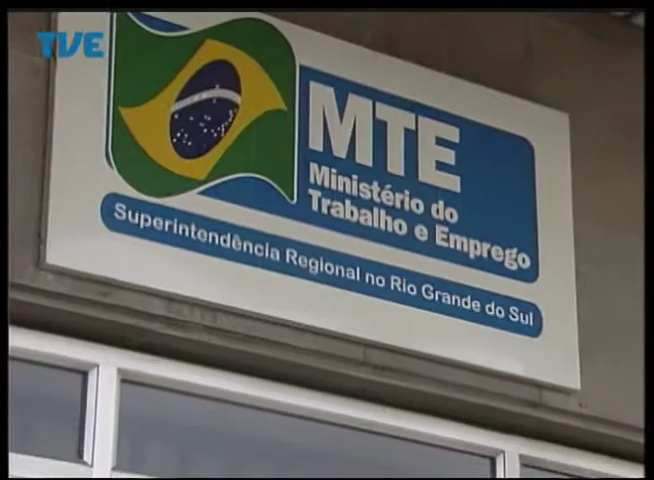 TVE
MTE
Ministério do
Trabalho e Emprego
Superintendência Regional no Rio Grande do Sul